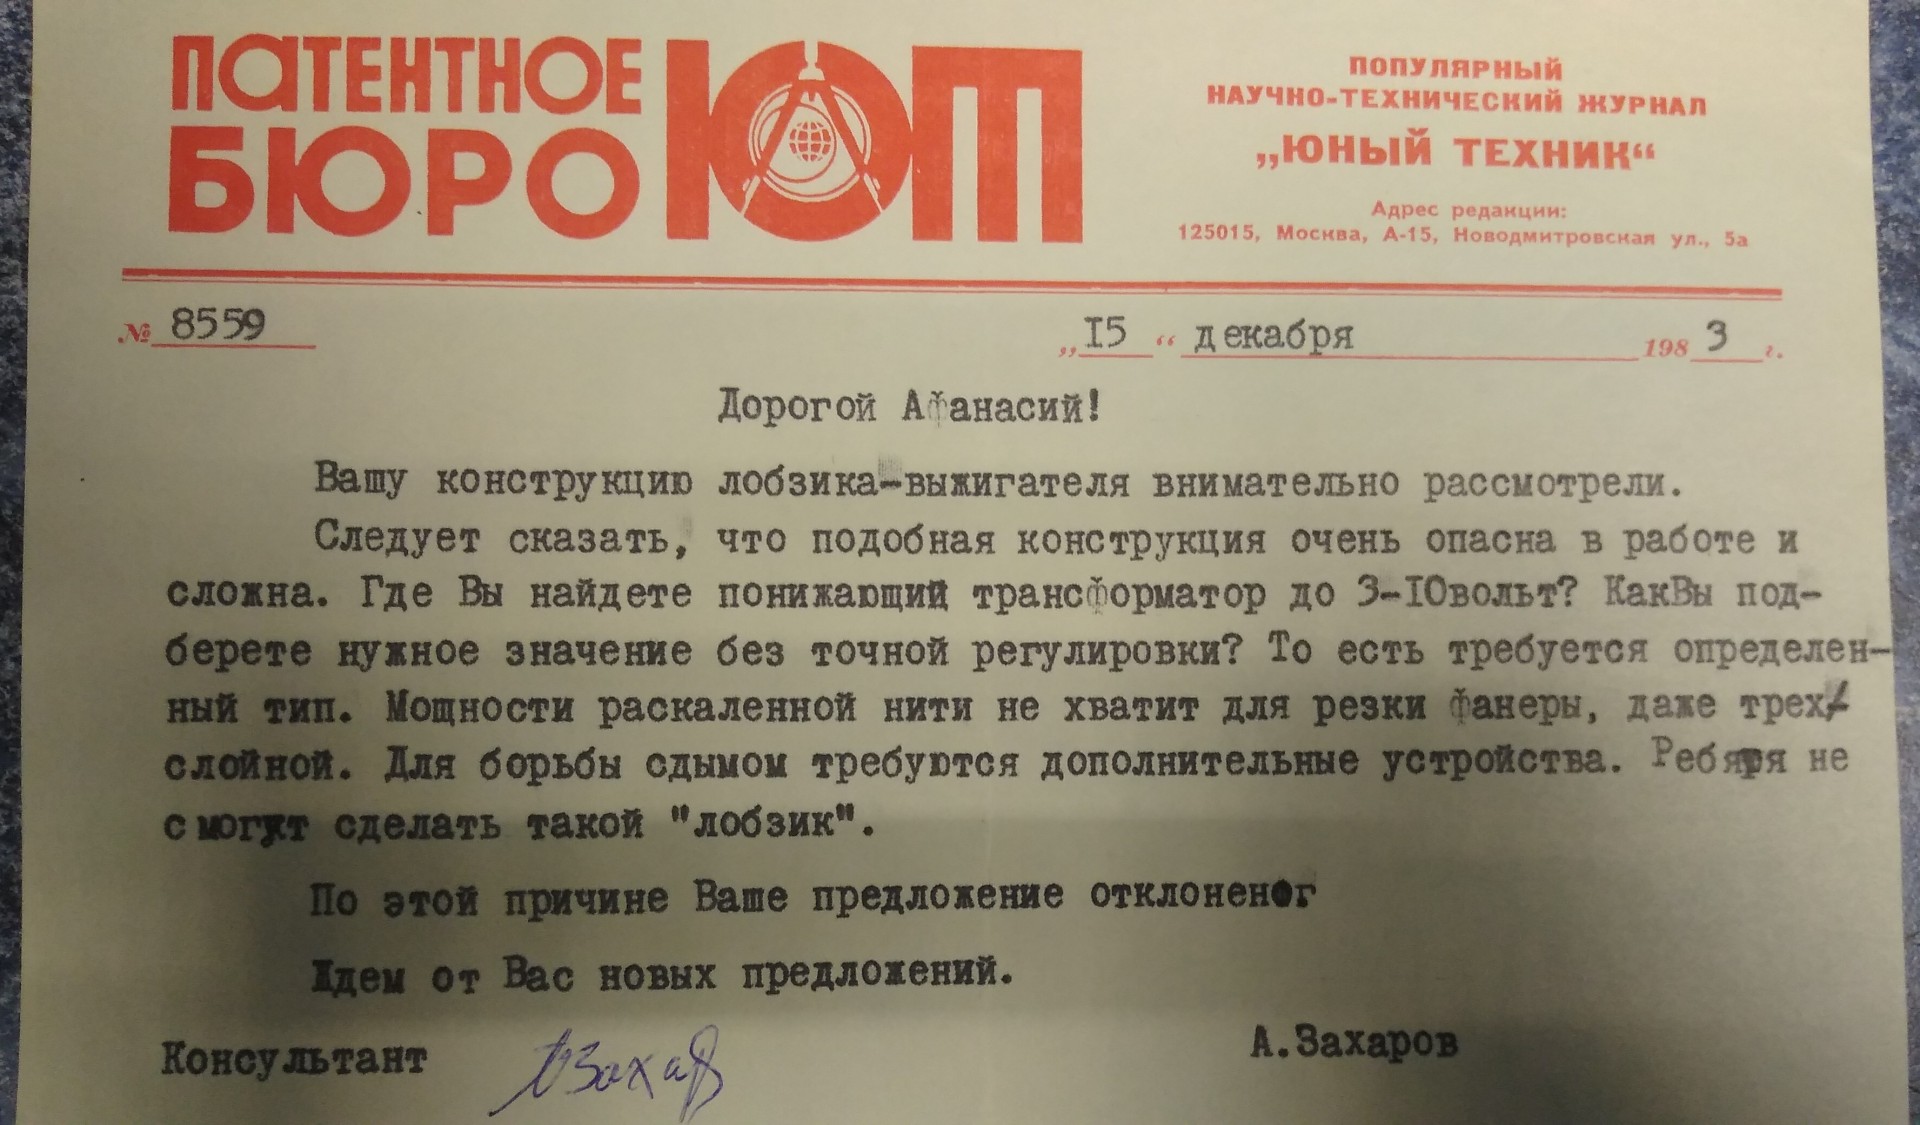 ПАТЕНТНОЕ
БЮРО ЮТ
ПОПУЛЯРНЫЙ
НАУЧНО-ТЕХНИЧЕСКИЙ ЖУРНАЛ
„ЮНЫЙ ТЕХНИК“
Адрес редакции:
125015, Москва, А-15, Новодмитровская ул., 5а
№ 8559 „I5“ декабря 1983 г.
Дорогой Афанасий!
Вашу конструкцию лобзика-выжигателя внимательно рассмотрели.
Следует сказать, что подобная конструкция очень опасна в работе и
сложна. Где Вы найдете понижающий трансформатор до 3-I0вольт? КакВы под-
берете нужное значение без точной регулировки? То есть требуется определен-
ный тип. Мощности раскаленной нити не хватит для резки фанеры, даже трех-
слойной. Для борьбы сдымом требуются дополнительные устройства. Ребятя не
смогут сделать такой "лобзик".
По этой причине Ваше предложение отклонено
Ждем от Вас новых предложений.
Консультант А.Захаров